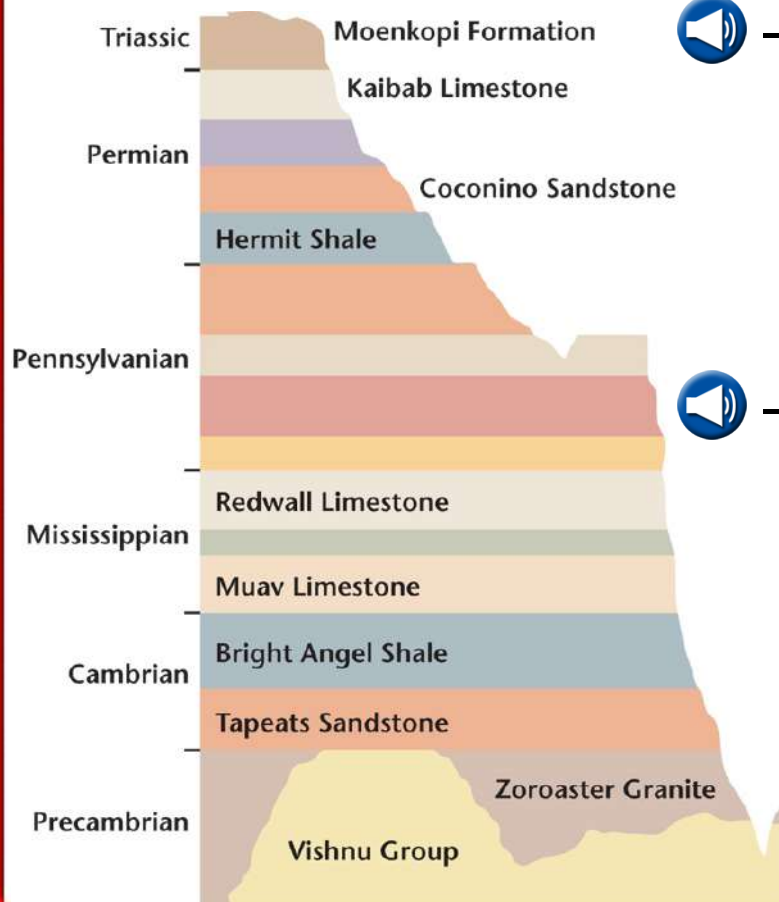 Triassic
Moenkopi Formation
Kaibab Limestone
Permian
Coconino Sandstone
Hermit Shale
Pennsylvanian
Redwall Limestone
Mississippian
Muav Limestone
Bright Angel Shale
Cambrian
Tapeats Sandstone
Zoroaster Granite
Precambrian
Vishnu Group